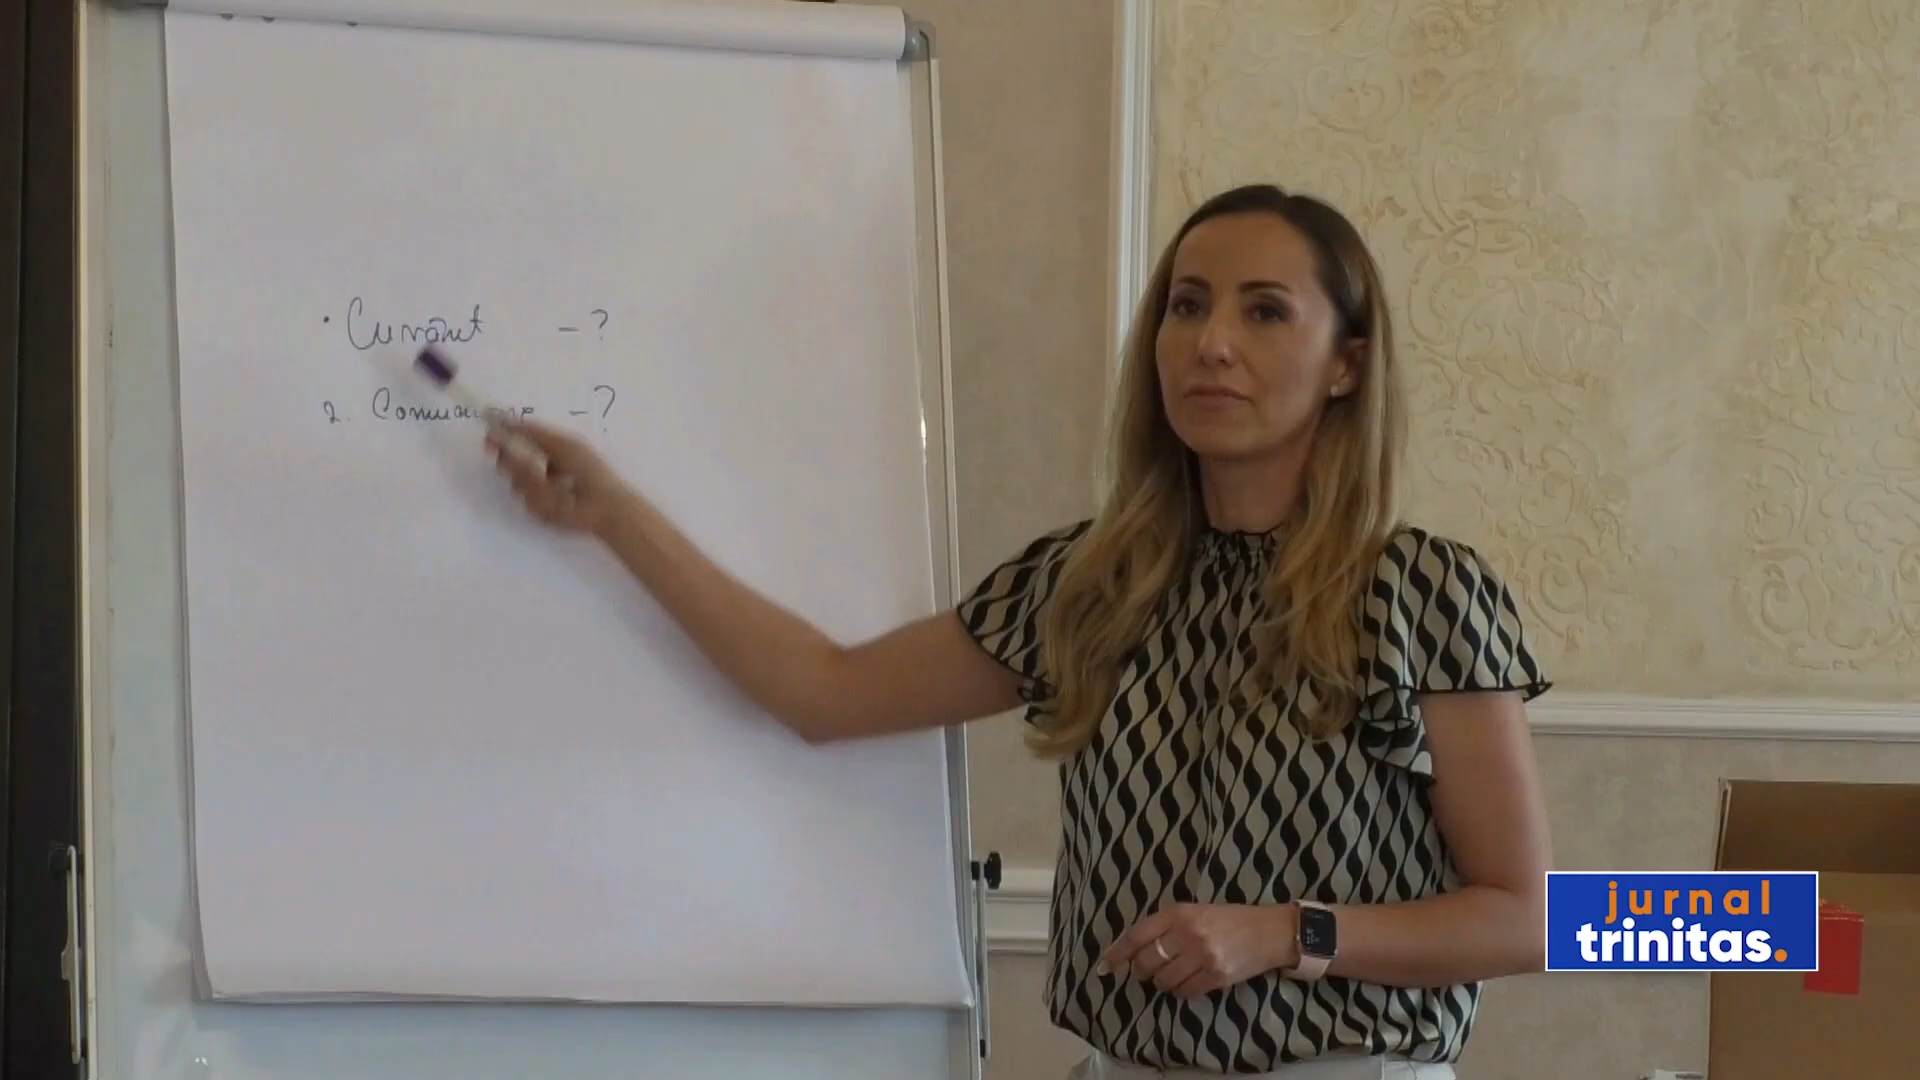 • Cuvânt - ?
2. Comunicare - ?
jurnal
trinitas.